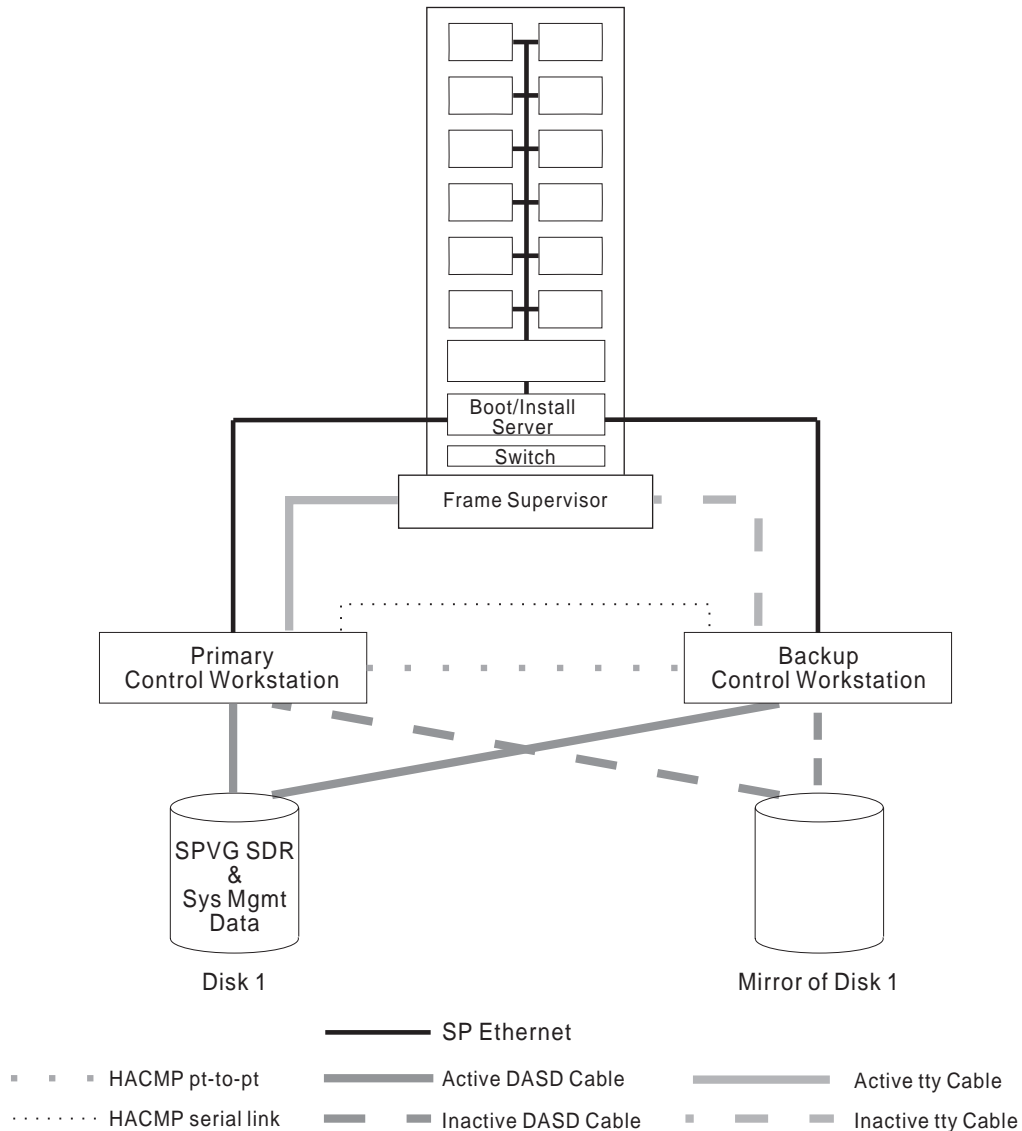 Boot/Install
Server
Switch
Frame Supervisor
Primary
Control Workstation
Backup
Control Workstation
SPVG SDR
&
Sys Mgmt
Data
Disk 1
Mirror of Disk 1
SP Ethernet
HACMP pt-to-pt
Active DASD Cable
Active tty Cable
HACMP serial link
Inactive DASD Cable
Inactive tty Cable